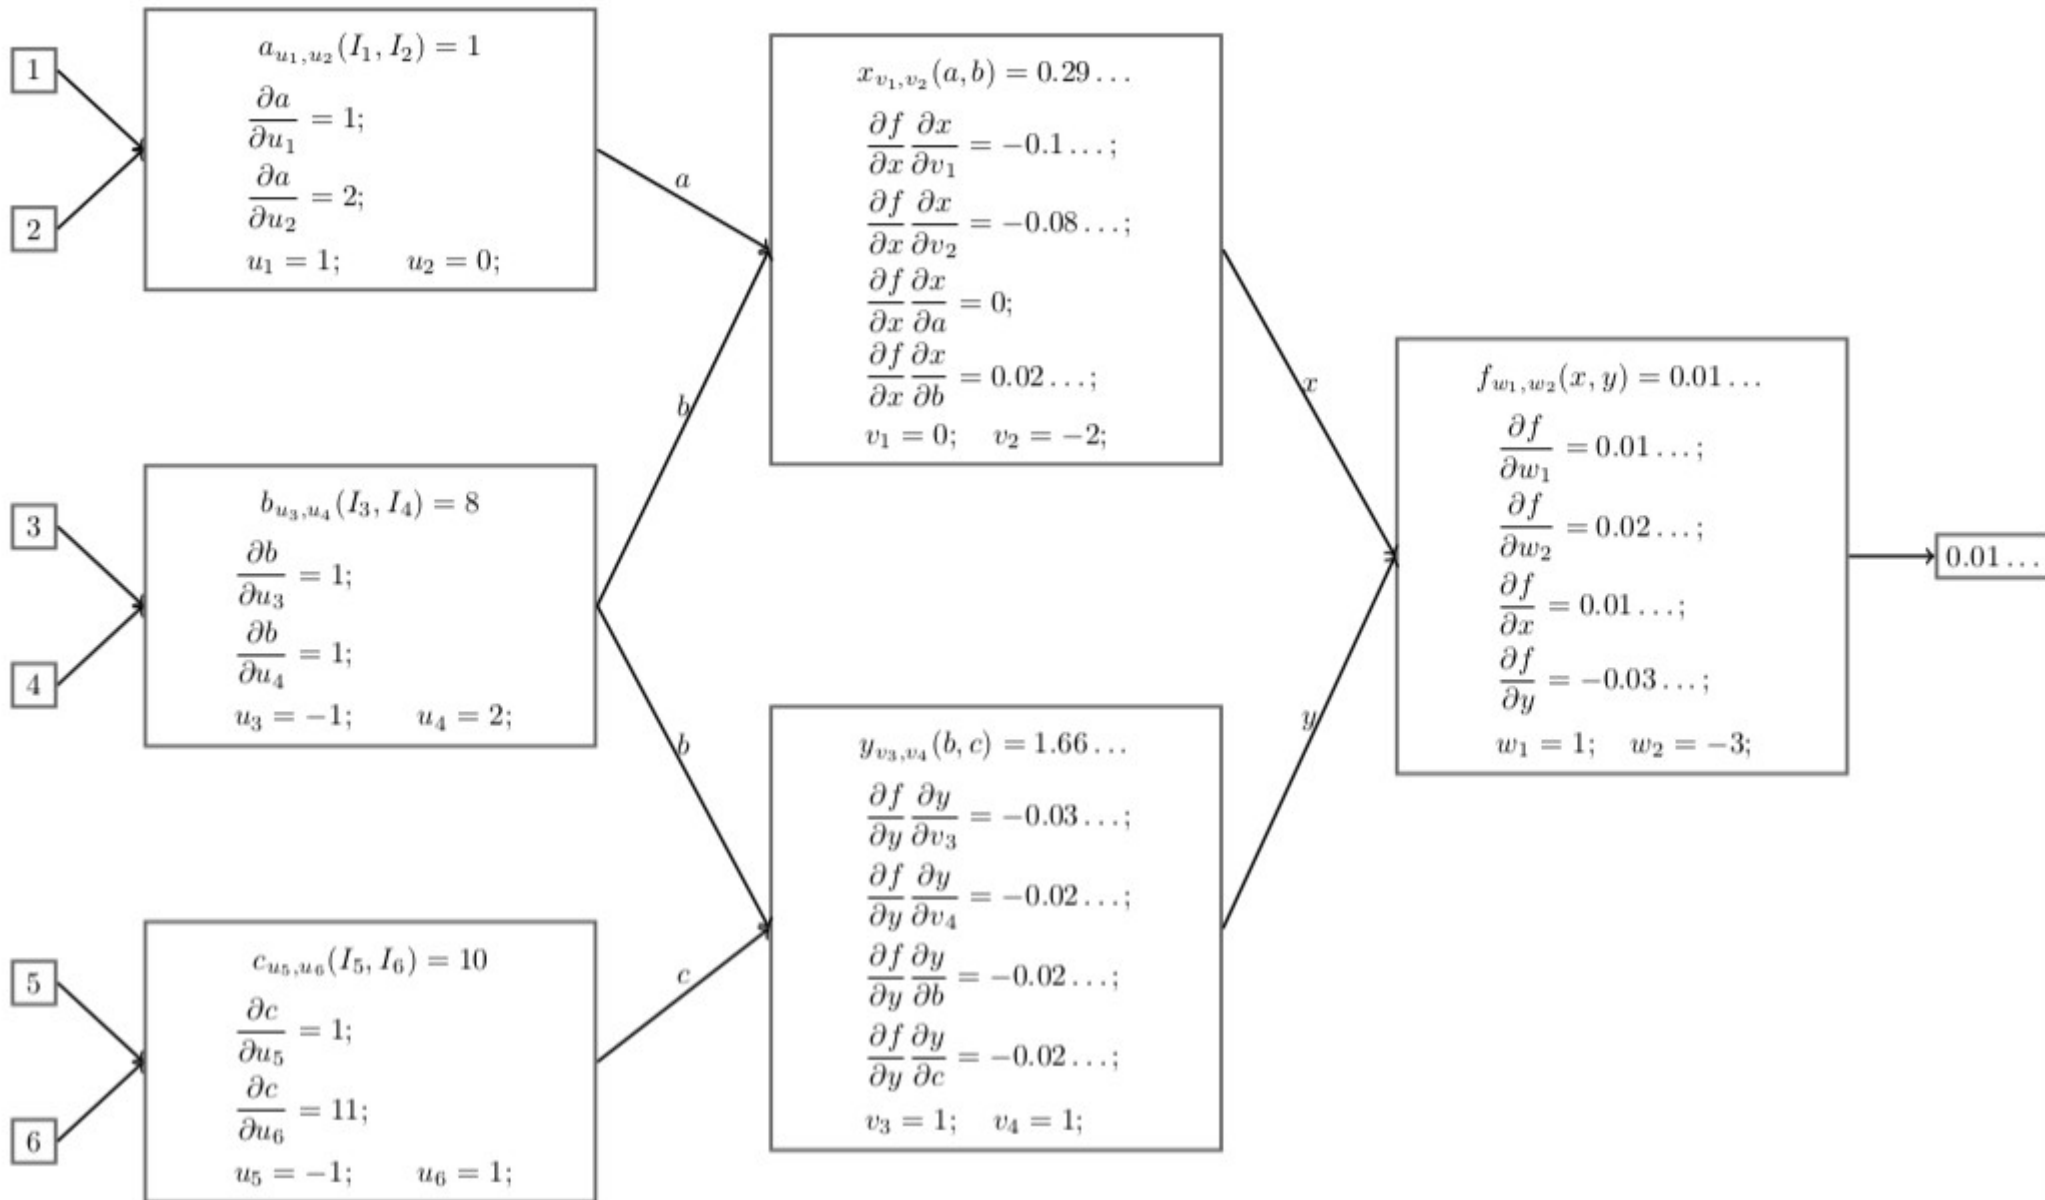 1
2
a_{u_1,u_2}(I_1, I_2) = 1
∂a/∂u_1 = 1;
∂a/∂u_2 = 2;
u_1 = 1; u_2 = 0;
a
3
4
b_{u_3,u_4}(I_3, I_4) = 8
∂b/∂u_3 = 1;
∂b/∂u_4 = 1;
u_3 = −1; u_4 = 2;
b
b
5
6
c_{u_5,u_6}(I_5, I_6) = 10
∂c/∂u_5 = 1;
∂c/∂u_6 = 11;
u_5 = −1; u_6 = 1;
c
x_{v_1,v_2}(a, b) = 0.29...
∂f/∂x ∂x/∂v_1 = −0.1...;
∂f/∂x ∂x/∂v_2 = −0.08...;
∂f/∂x ∂x/∂a = 0;
∂f/∂x ∂x/∂b = 0.02...;
v_1 = 0; v_2 = −2;
x
y_{v_3,v_4}(b, c) = 1.66...
∂f/∂y ∂y/∂v_3 = −0.03...;
∂f/∂y ∂y/∂v_4 = −0.02...;
∂f/∂y ∂y/∂b = −0.02...;
∂f/∂y ∂y/∂c = −0.02...;
v_3 = 1; v_4 = 1;
y
f_{w_1,w_2}(x, y) = 0.01...
∂f/∂w_1 = 0.01...;
∂f/∂w_2 = 0.02...;
∂f/∂x = 0.01...;
∂f/∂y = −0.03...;
w_1 = 1; w_2 = −3;
0.01...